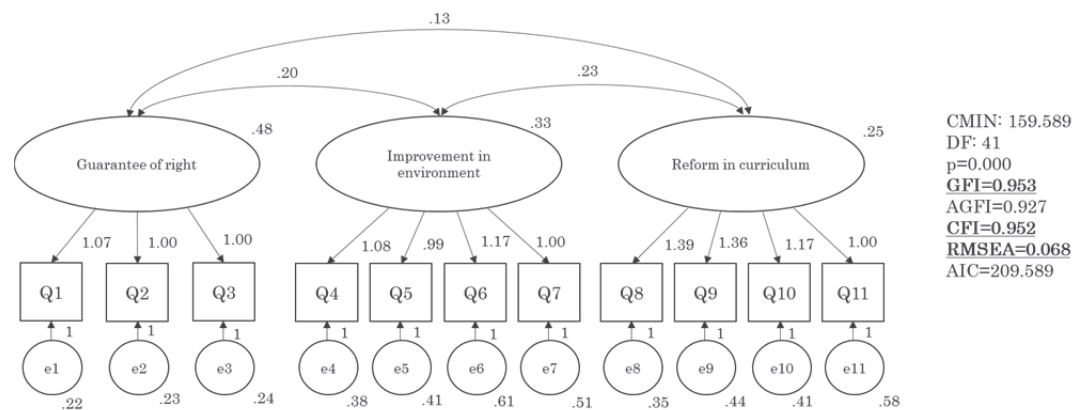 .13
.20
.23
.48
.33
.25
Guarantee of right
Improvement in
environment
Reform in curriculum
1.07
1.00
1.00
1.08
.99
1.17
1.00
1.39
1.36
1.17
1.00
Q1
Q2
Q3
Q4
Q5
Q6
Q7
Q8
Q9
Q10
Q11
1
1
1
1
1
1
1
1
1
1
1
e1
e2
e3
e4
e5
e6
e7
e8
e9
e10
e11
.22
.23
.24
.38
.41
.61
.51
.35
.44
.41
.58
CMIN: 159.589
DF: 41
p=0.000
GFI=0.953
AGFI=0.927
CFI=0.952
RMSEA=0.068
AIC=209.589